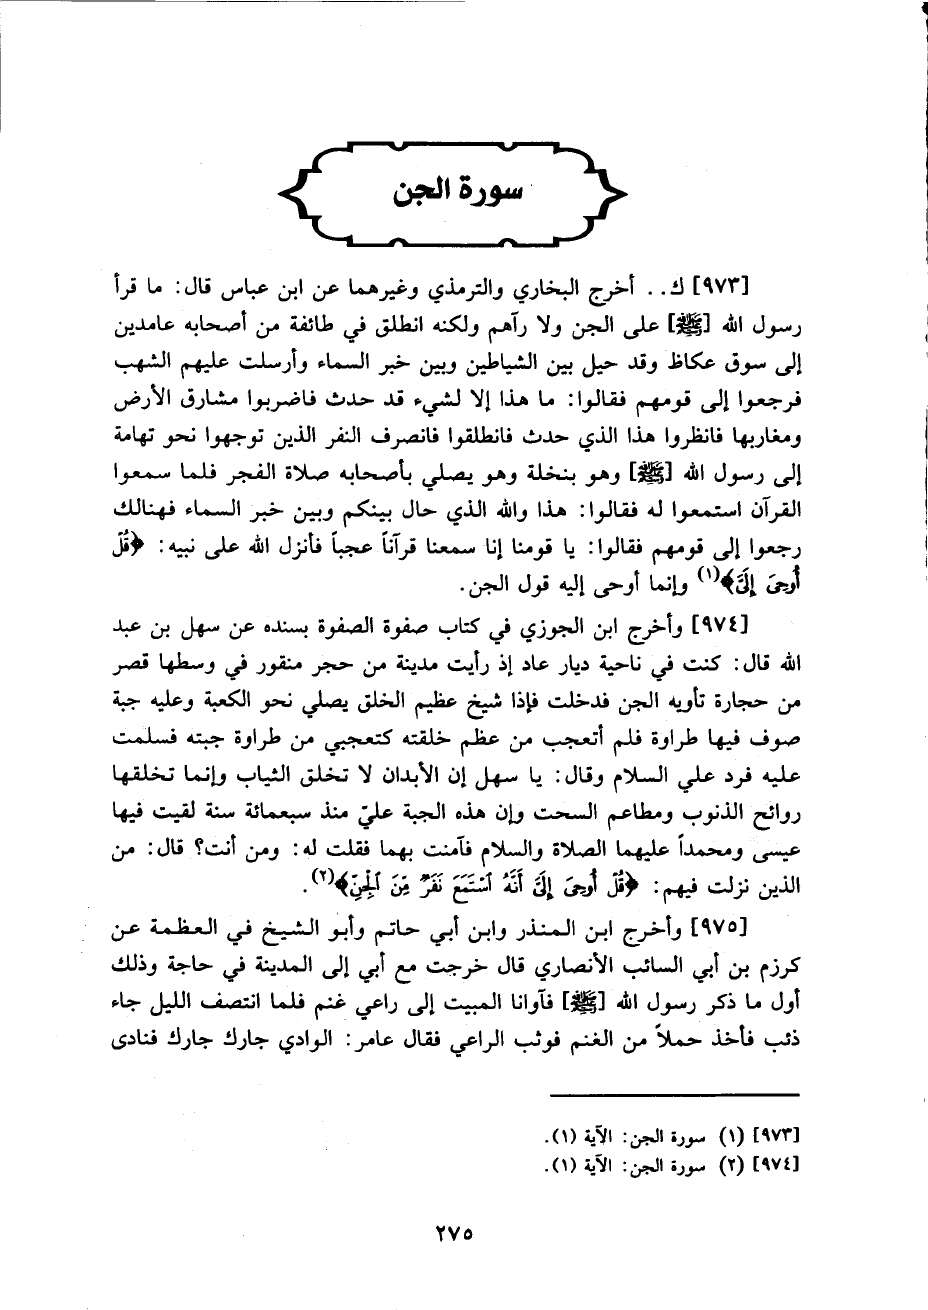 سورة الجن
[٩٧٣] ك.. أخرج البخاري والترمذي وغيرهما عن ابن عباس قال: ما قرأ
رسول الله [ﷺ] على الجن ولا رآهم ولكنه انطلق في طائفة من أصحابه عامدين
إلى سوق عكاظ وقد حيل بين الشياطين وبين خبر السماء وأرسلت عليهم الشهب
فرجعوا إلى قومهم فقالوا: ما هذا إلا لشيء قد حدث فاضربوا مشارق الأرض
ومغاربها فانظروا هذا الذي حدث فانطلقوا فانصرف النفر الذين توجهوا نحو تهامة
إلى رسول الله [ﷺ] وهو بنخلة وهو يصلي بأصحابه صلاة الفجر فلما سمعوا
القرآن استمعوا له فقالوا: هذا والله الذي حال بينكم وبين خبر السماء فهنالك
رجعوا إلى قومهم فقالوا: يا قومنا إنا سمعنا قرآناً عجباً فأنزل الله على نبيه: ﴿قُلْ
أُوحِىَ إِلَىَّ﴾(١) وإنما أوحى إليه قول الجن.
[٩٧٤] وأخرج ابن الجوزي في كتاب صفوة الصفوة بسنده عن سهل بن عبد
الله قال: كنت في ناحية ديار عاد إذ رأيت مدينة من حجر منقور في وسطها قصر
من حجارة تأويه الجن فدخلت فإذا شيخ عظيم الخلق يصلي نحو الكعبة وعليه جبة
صوف فيها طراوة فلم أتعجب من عظم خلقته كتعجبي من طراوة جبته فسلمت
عليه فرد علي السلام وقال: يا سهل إن الأبدان لا تخلق الثياب وإنما تخلقها
روائح الذنوب ومطاعم السحت وإن هذه الجبة عليّ منذ سبعمائة سنة لقيت فيها
عيسى ومحمداً عليهما الصلاة والسلام فآمنت بهما فقلت له: ومن أنت؟ قال: من
الذين نزلت فيهم: ﴿قُلْ أُوحِىَ إِلَىَّ أَنَّهُ ٱسْتَمَعَ نَفَرٌ مِّنَ ٱلْجِنِّ﴾(٢).
[٩٧٥] وأخرج ابن المنذر وابن أبي حاتم وأبو الشيخ في العظمة عن
كرزم بن أبي السائب الأنصاري قال خرجت مع أبي إلى المدينة في حاجة وذلك
أول ما ذكر رسول الله [ﷺ] فآوانا المبيت إلى راعي غنم فلما انتصف الليل جاء
ذئب فأخذ حملاً من الغنم فوثب الراعي فقال عامر: الوادي جارك جارك فنادى
[٩٧٣] (١) سورة الجن: الآية (١).
[٩٧٤] (٢) سورة الجن: الآية (١).
٢٧٥